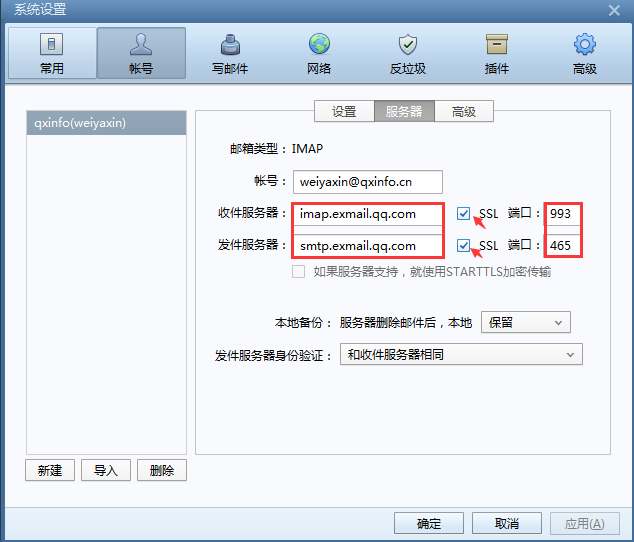 系统设置
常用 帐号 写邮件 网络 反垃圾 插件 高级
qxinfo(weiyaxin)
设置 服务器 高级
邮箱类型：IMAP
帐号： weiyaxin@qxinfo.cn
收件服务器： imap.exmail.qq.com SSL 端口： 993
发件服务器： smtp.exmail.qq.com SSL 端口： 465
如果服务器支持，就使用STARTTLS加密传输
本地备份： 服务器删除邮件后，本地 保留
发件服务器身份验证： 和收件服务器相同
新建 导入 删除
确定 取消 应用(A)